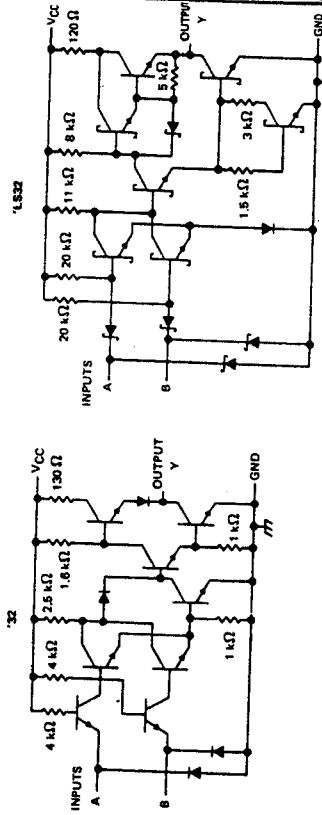 '32
INPUTS
A
B
4 kΩ
4 kΩ
2.5 kΩ
1.6 kΩ
130 Ω
VCC
OUTPUT
Y
1 kΩ
1 kΩ
GND
'LS32
INPUTS
A
B
20 kΩ
20 kΩ
11 kΩ
8 kΩ
120Ω
VCC
5 kΩ
OUTPUT
Y
1.5 kΩ
3 kΩ
GND